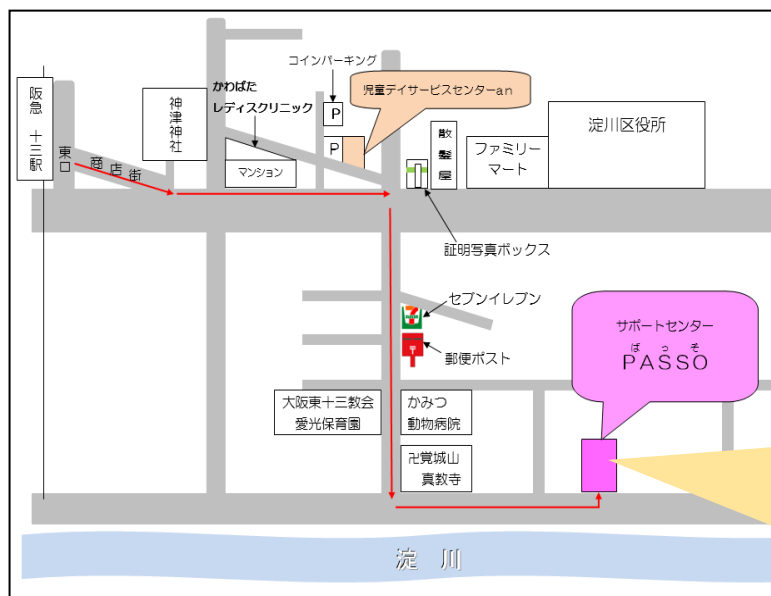 阪急 十三駅
東口
商店街
神津神社
かわばた
レディスクリニック
マンション
コインパーキング
P
P
児童デイサービスセンターan
散髪屋
ファミリー
マート
淀川区役所
証明写真ボックス
セブンイレブン
7
郵便ポスト
〒
サポートセンター
ぱっそ
PASSO
大阪東十三教会
愛光保育園
かみつ
動物病院
卍覚城山
真教寺
淀 川